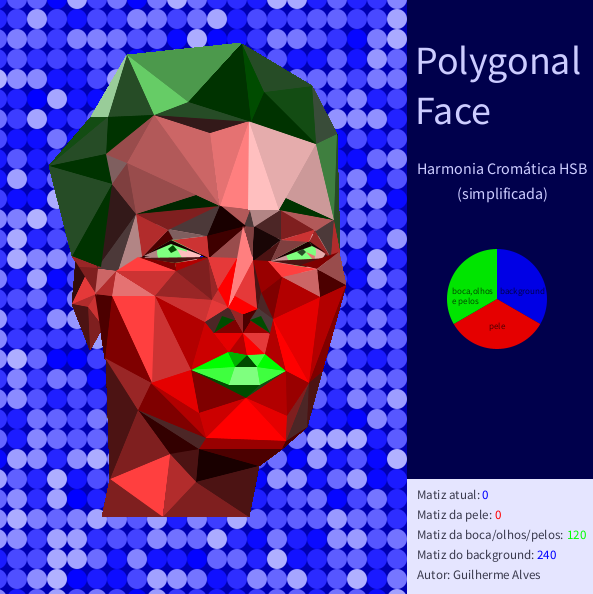 Polygonal
Face
Harmonia Cromática HSB
(simplificada)
boca,olhos
e pelos
background
pele
Matiz atual: 0
Matiz da pele: 0
Matiz da boca/olhos/pelos: 120
Matiz do background: 240
Autor: Guilherme Alves